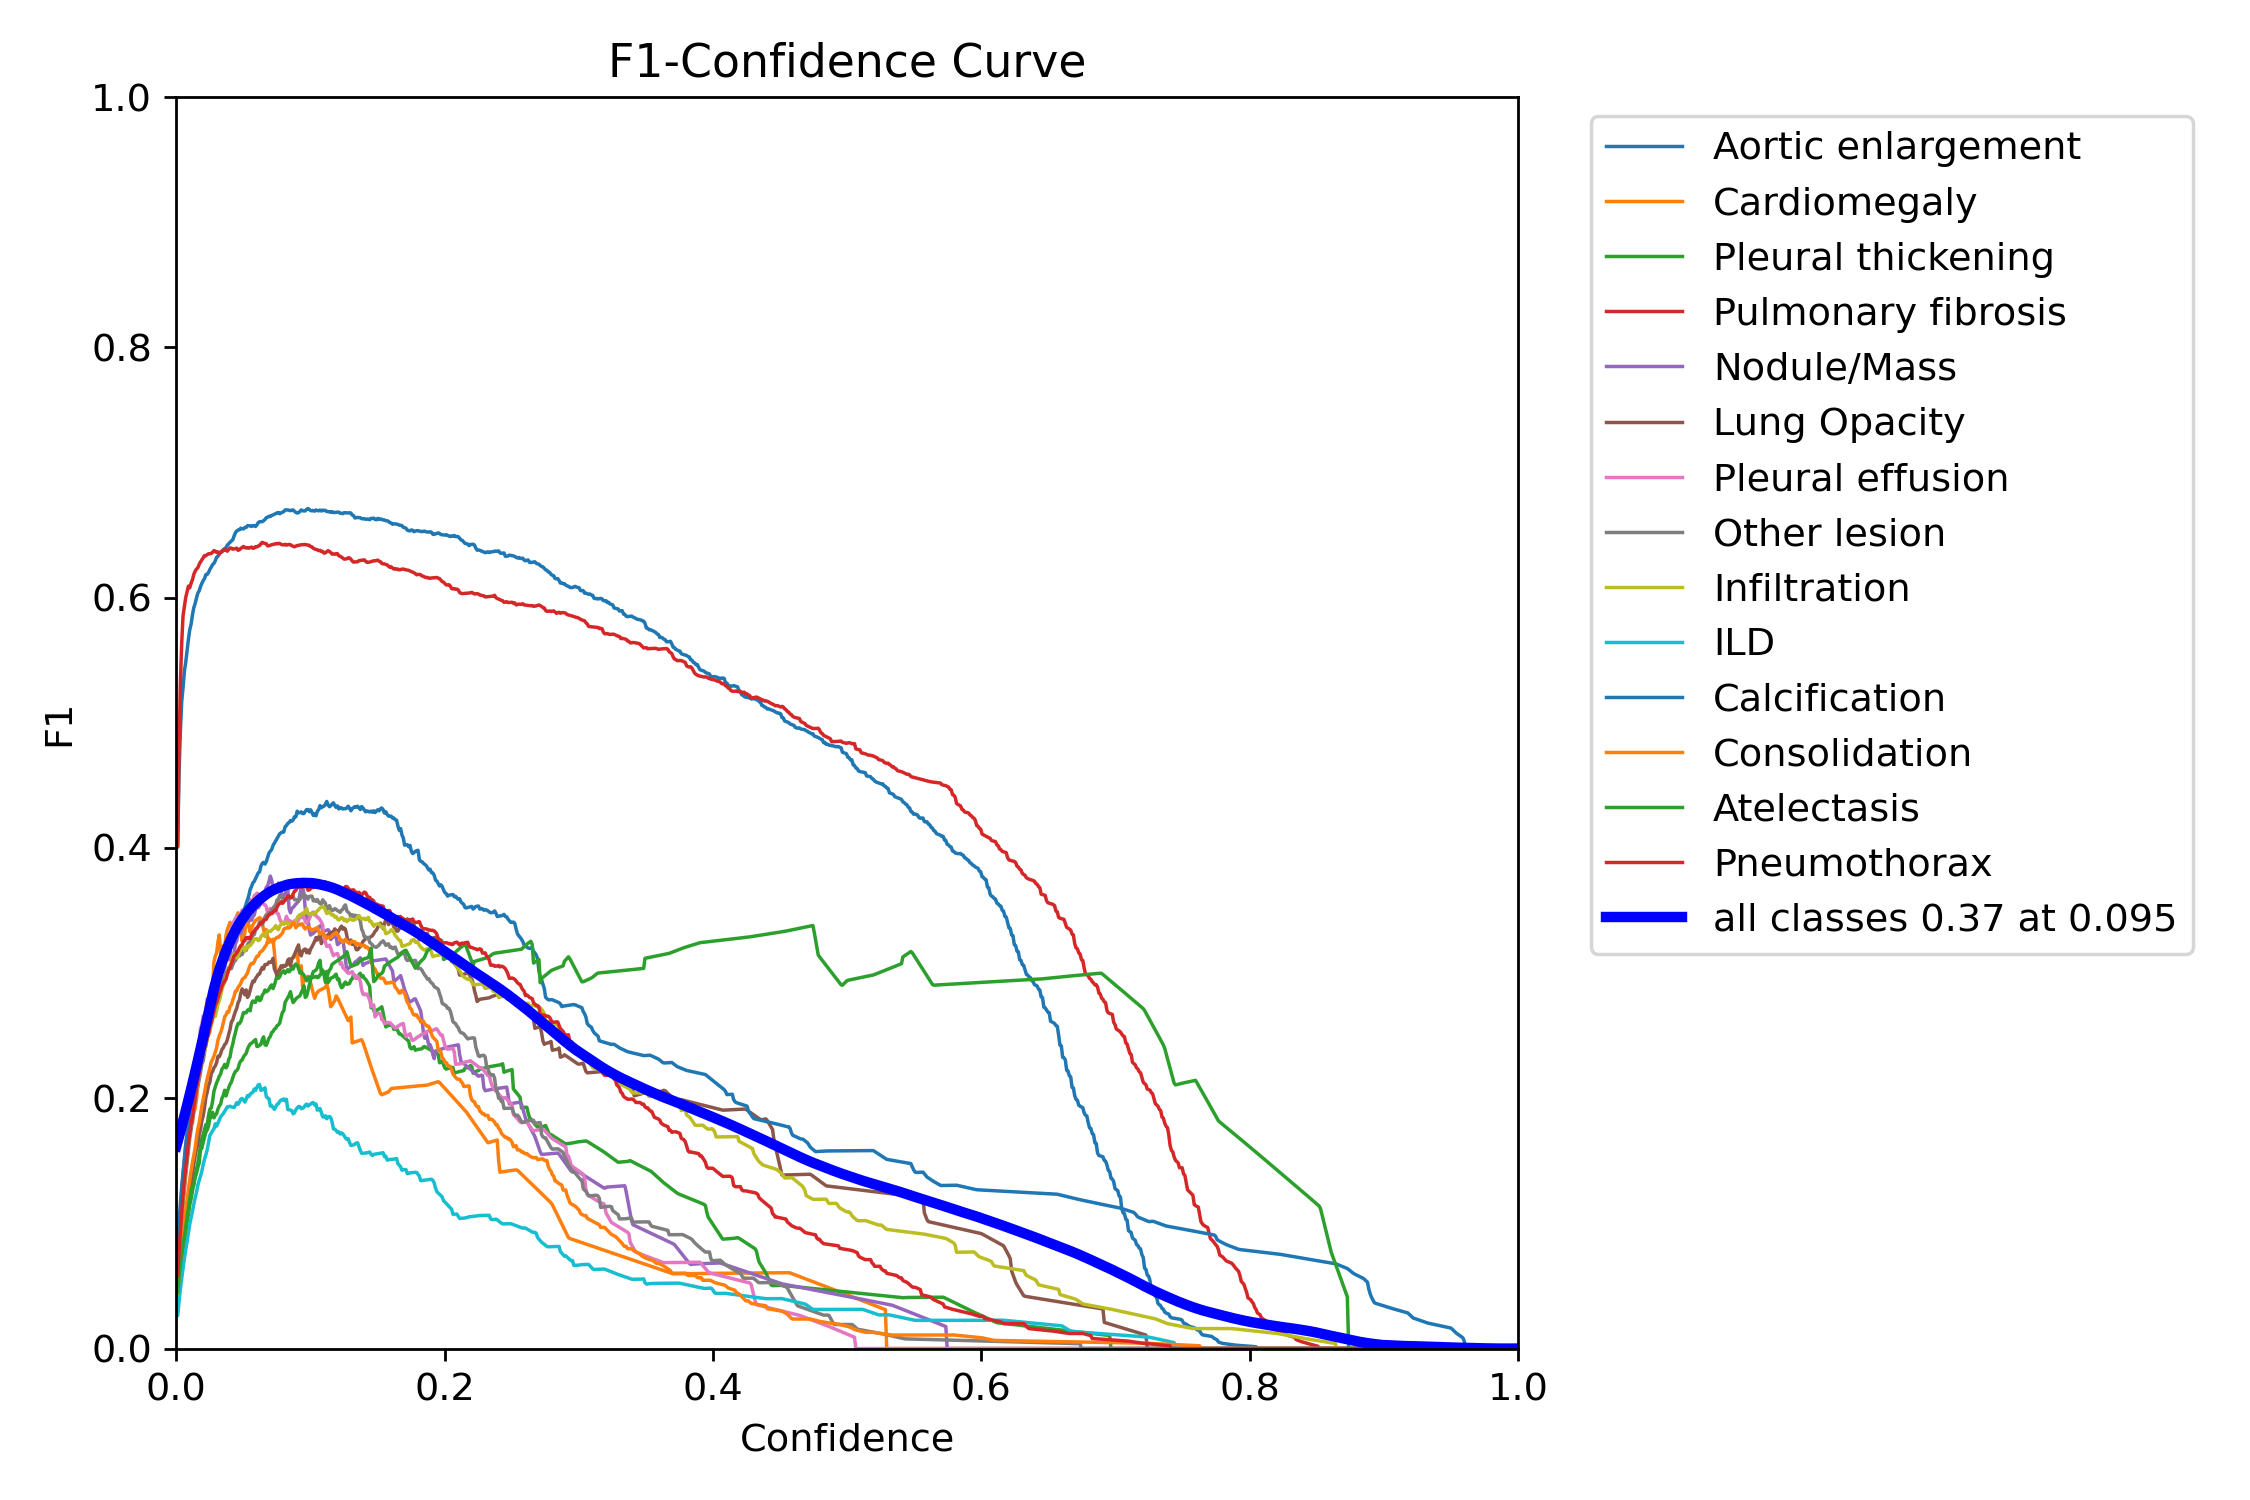 F1-Confidence Curve
1.0
0.8
0.6
0.4
0.2
0.0
F1
0.0 0.2 0.4 0.6 0.8 1.0
Confidence
Aortic enlargement
Cardiomegaly
Pleural thickening
Pulmonary fibrosis
Nodule/Mass
Lung Opacity
Pleural effusion
Other lesion
Infiltration
ILD
Calcification
Consolidation
Atelectasis
Pneumothorax
all classes 0.37 at 0.095